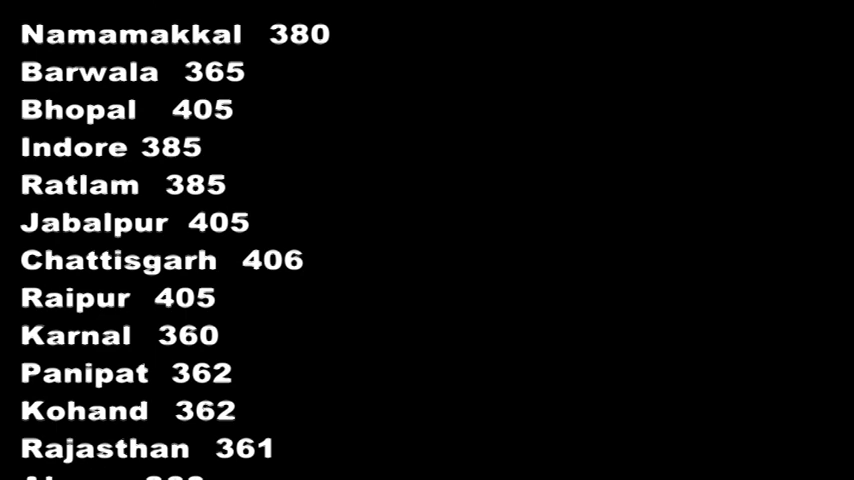 Namamakkal 380
Barwala 365
Bhopal 405
Indore 385
Ratlam 385
Jabalpur 405
Chattisgarh 406
Raipur 405
Karnal 360
Panipat 362
Kohand 362
Rajasthan 361